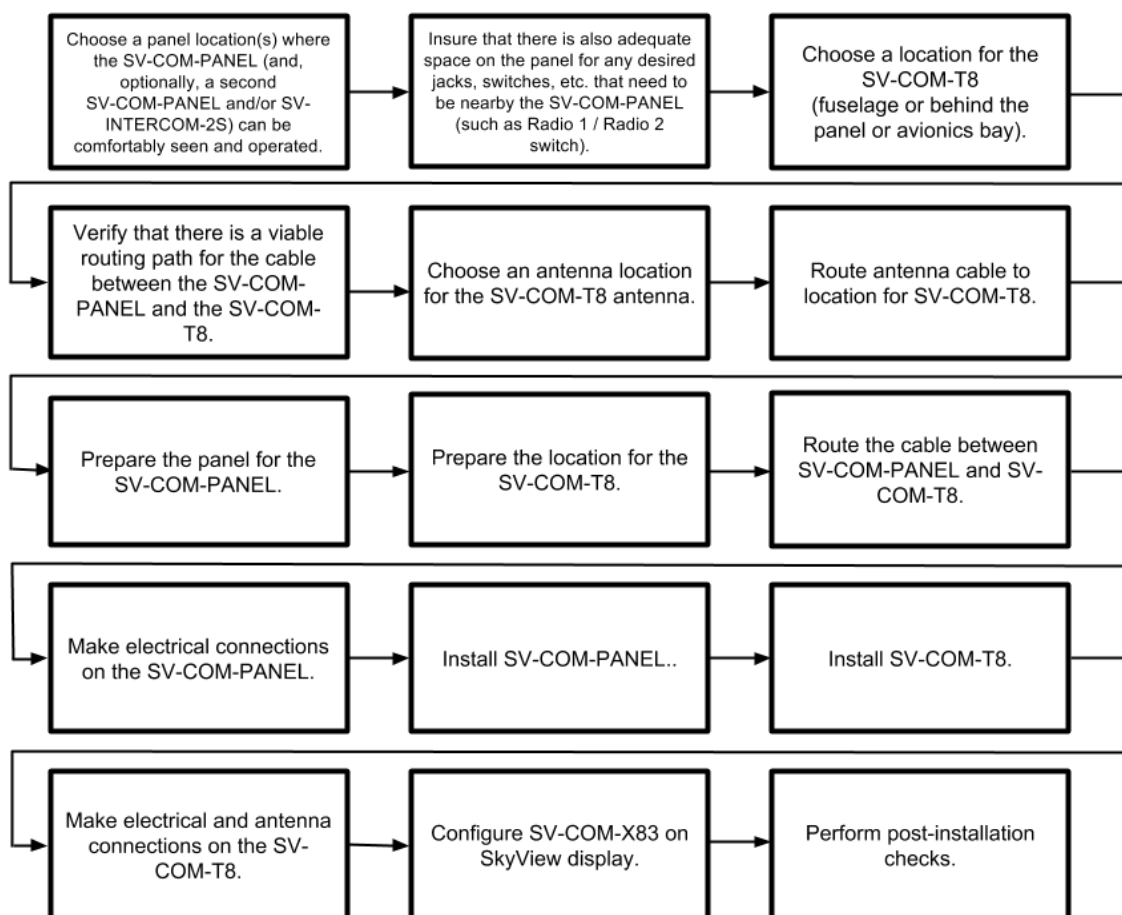 Choose a panel location(s) where
the SV-COM-PANEL (and,
optionally, a second
SV-COM-PANEL and/or SV-
INTERCOM-2S) can be
comfortably seen and operated.
Insure that there is also adequate
space on the panel for any desired
jacks, switches, etc. that need to
be nearby the SV-COM-PANEL
(such as Radio 1 / Radio 2
switch).
Choose a location for the
SV-COM-T8
(fuselage or behind the
panel or avionics bay).
Verify that there is a viable
routing path for the cable
between the SV-COM-
PANEL and the SV-COM-
T8.
Choose an antenna location
for the SV-COM-T8 antenna.
Route antenna cable to
location for SV-COM-T8.
Prepare the panel for the
SV-COM-PANEL.
Prepare the location for the
SV-COM-T8.
Route the cable between
SV-COM-PANEL and SV-
COM-T8.
Make electrical connections
on the SV-COM-PANEL.
Install SV-COM-PANEL..
Install SV-COM-T8.
Make electrical and antenna
connections on the SV-
COM-T8.
Configure SV-COM-X83 on
SkyView display.
Perform post-installation
checks.